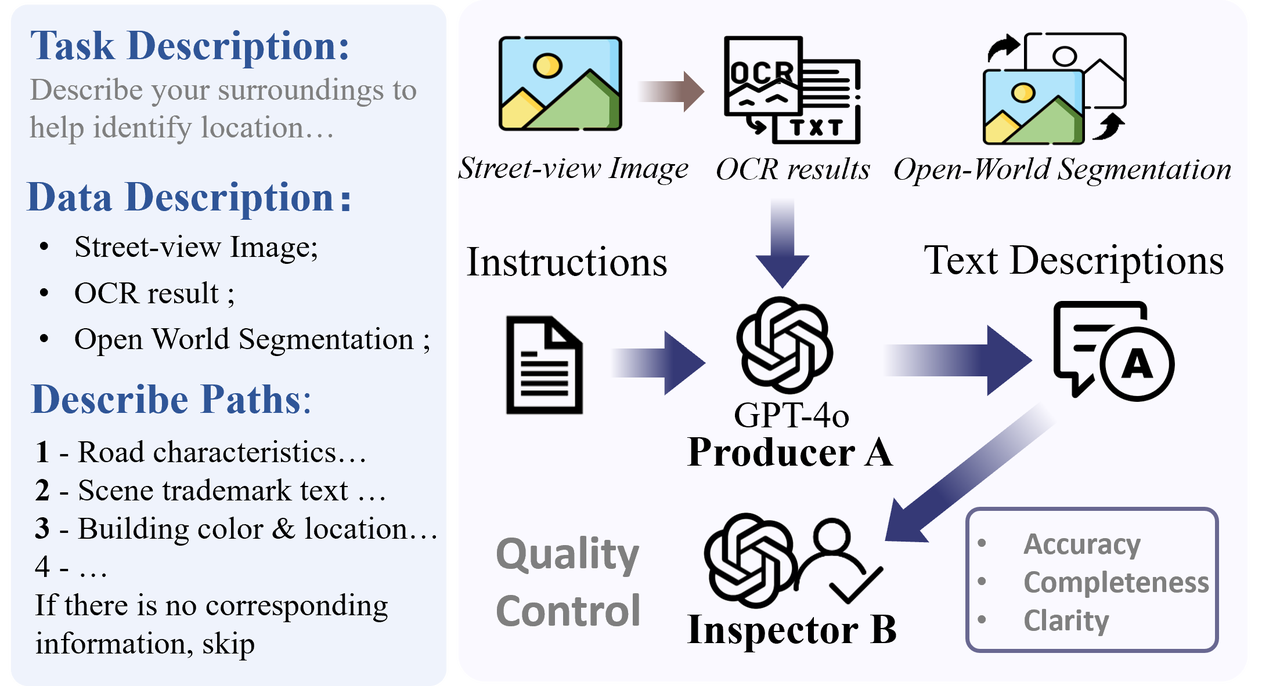 Task Description:
Describe your surroundings to
help identify location…
Data Description：
• Street-view Image;
• OCR result ;
• Open World Segmentation ;
Describe Paths:
1 - Road characteristics…
2 - Scene trademark text …
3 - Building color & location…
4 - …
If there is no corresponding
information, skip
OCR
TXT
Street-view Image
OCR results
Open-World Segmentation
Instructions
Text Descriptions
A
GPT-4o
Producer A
Quality
Control
Inspector B
• Accuracy
• Completeness
• Clarity